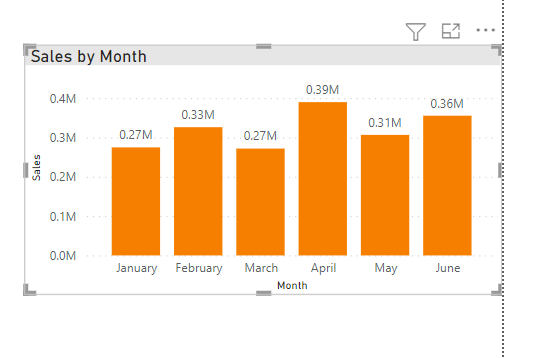 Sales by Month
0.39M
0.4M
0.36M
0.33M
0.31M
0.3M
0.27M
0.27M
0.2M
0.1M
0.0M
Sales
January February March April May June
Month